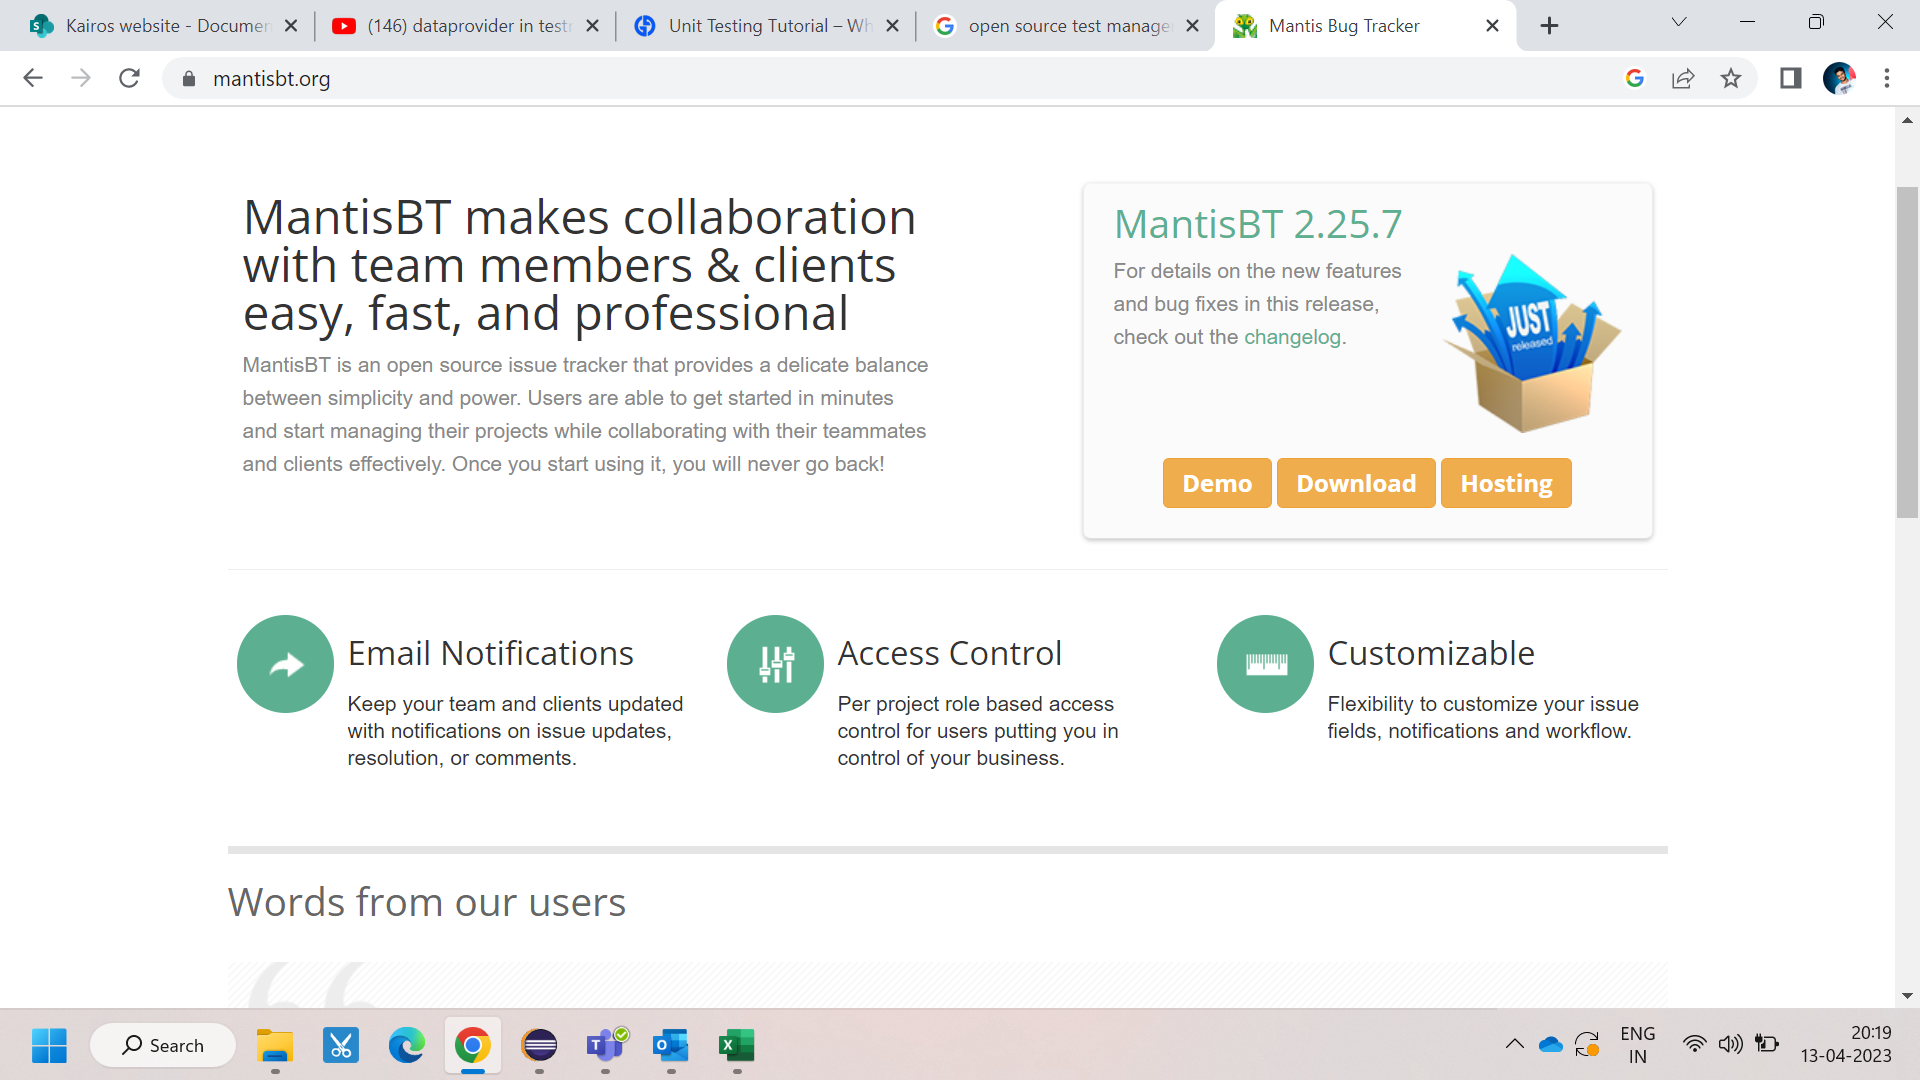 Kairos website - Documen
(146) dataprovider in testn
Unit Testing Tutorial – Wh
open source test manage
Mantis Bug Tracker
mantisbt.org
MantisBT makes collaboration
with team members & clients
easy, fast, and professional
MantisBT is an open source issue tracker that provides a delicate balance
between simplicity and power. Users are able to get started in minutes
and start managing their projects while collaborating with their teammates
and clients effectively. Once you start using it, you will never go back!
MantisBT 2.25.7
For details on the new features
and bug fixes in this release,
check out the changelog.
JUST
released
Demo
Download
Hosting
Email Notifications
Keep your team and clients updated
with notifications on issue updates,
resolution, or comments.
Access Control
Per project role based access
control for users putting you in
control of your business.
Customizable
Flexibility to customize your issue
fields, notifications and workflow.
Words from our users
Search
ENG
IN
20:19
13-04-2023